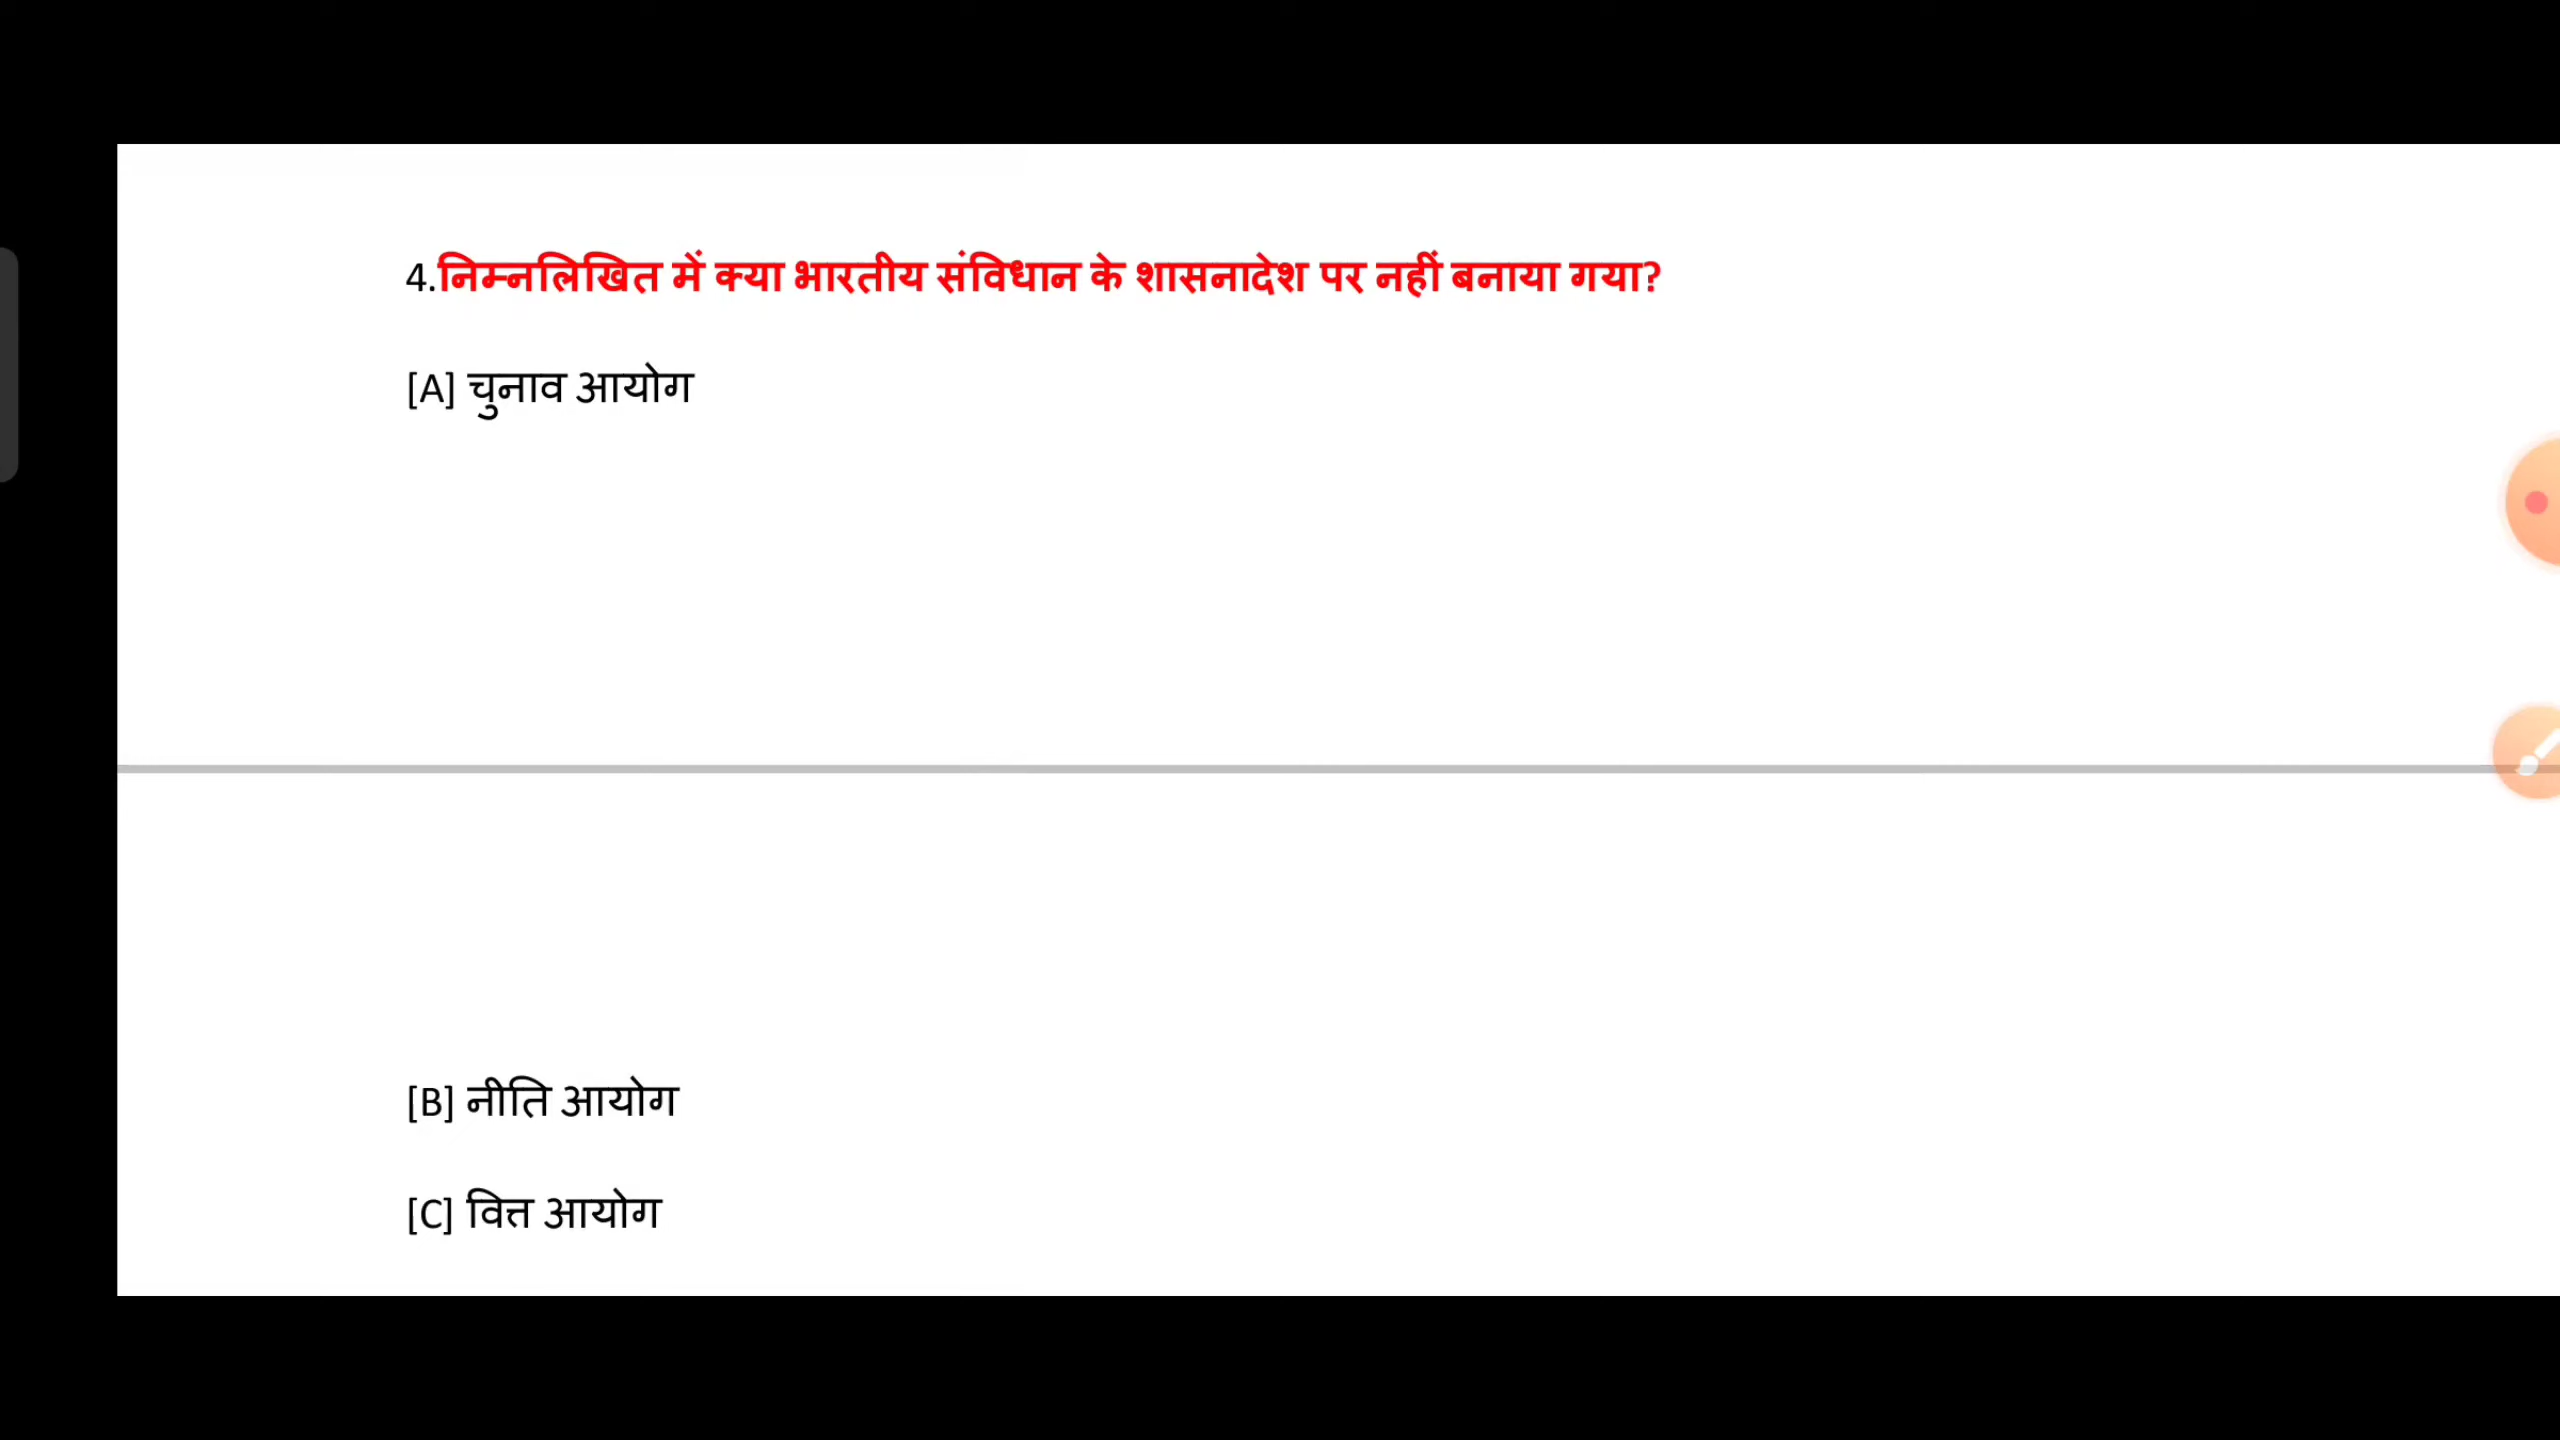 4.निम्नलिखित में क्या भारतीय संविधान के शासनादेश पर नहीं बनाया गया?
[A] चुनाव आयोग
[B] नीति आयोग
[C] वित्त आयोग